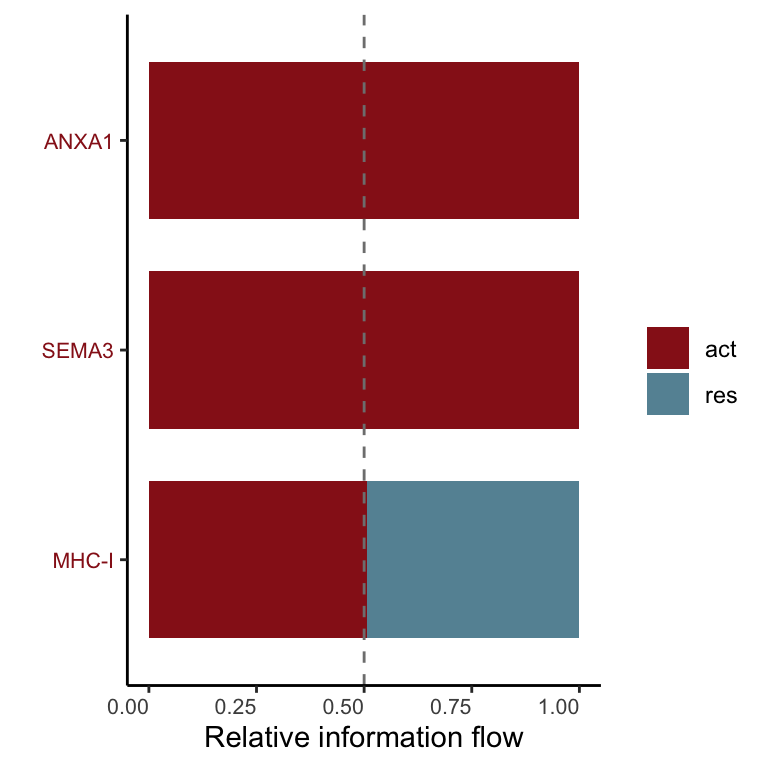 ANXA1
SEMA3
MHC-I
act
res
0.00 0.25 0.50 0.75 1.00
Relative information flow